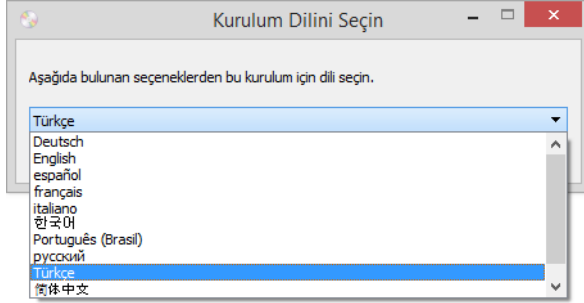 Kurulum Dilini Seçin
Aşağıda bulunan seçeneklerden bu kurulum için dili seçin.
Türkçe
Deutsch
English
español
français
italiano
한국어
Português (Brasil)
русский
Türkçe
简体中文